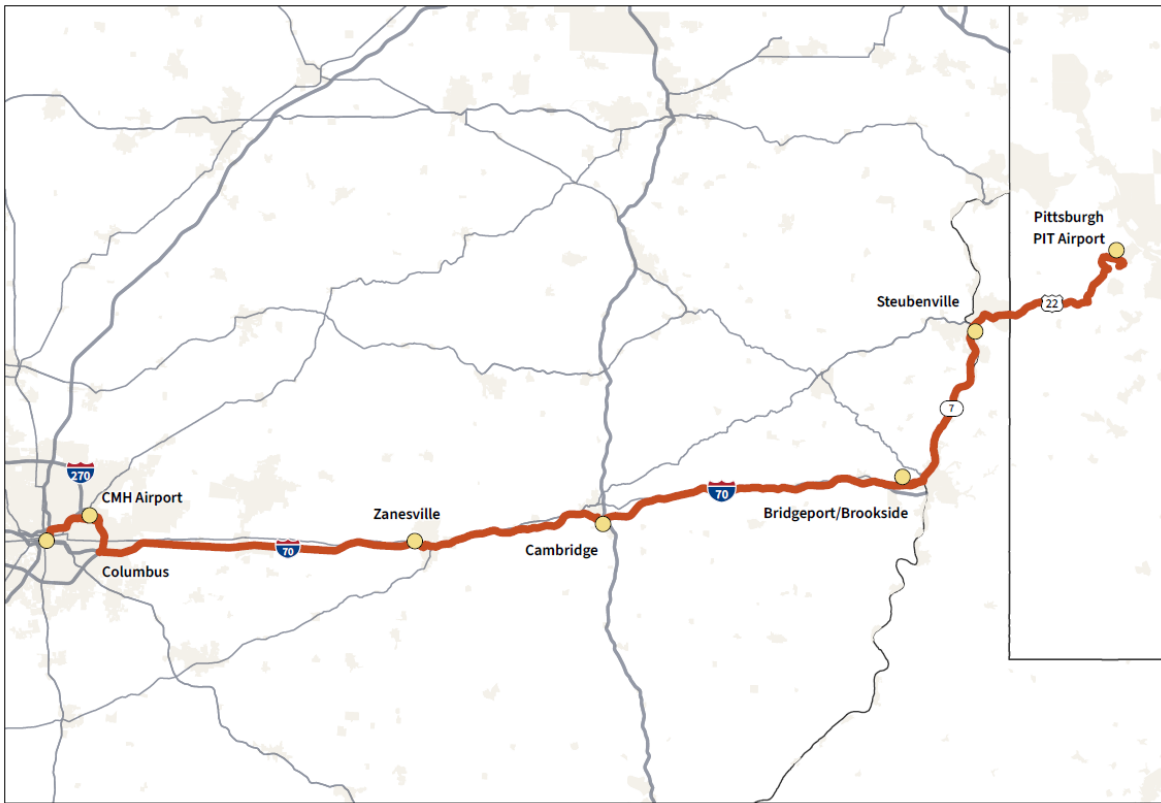 Pittsburgh
PIT Airport
Steubenville
22
7
270
CMH Airport
70
Bridgeport/Brookside
Zanesville
Cambridge
70
Columbus